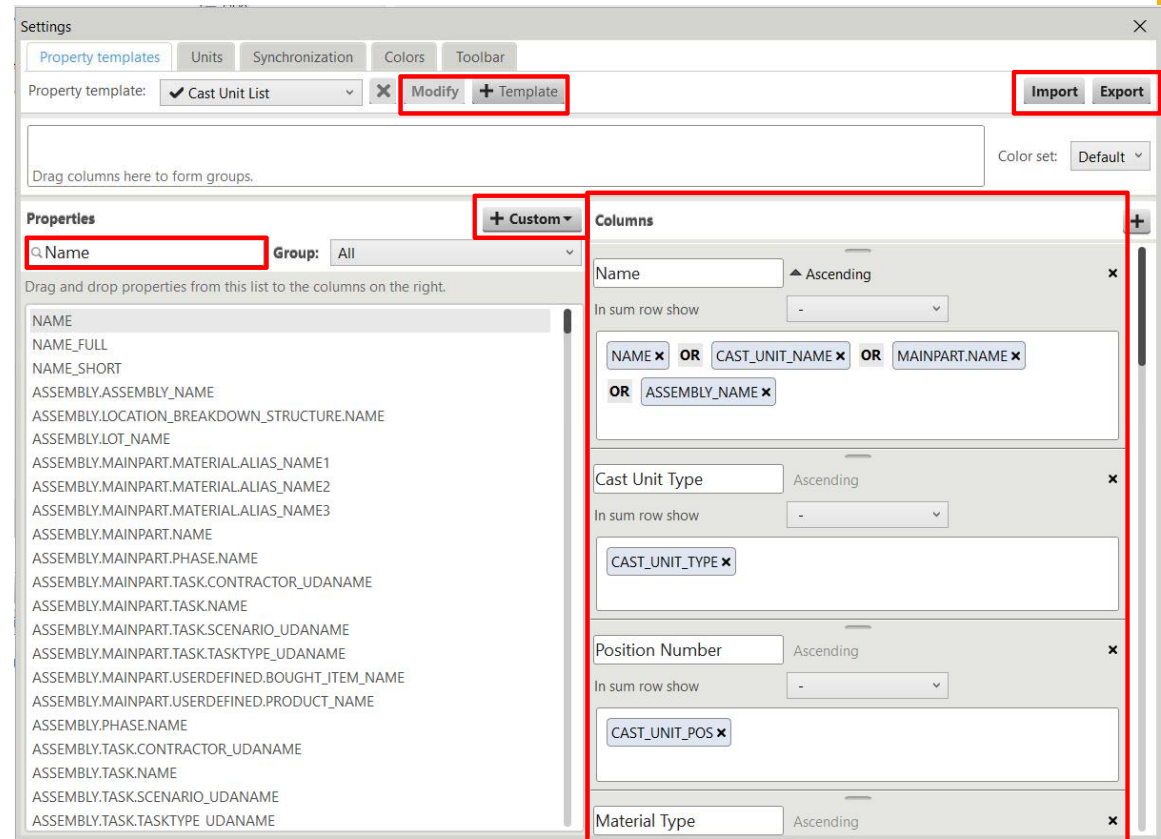 Settings
Property templates Units Synchronization Colors Toolbar
Property template: Cast Unit List Modify + Template Import Export
Drag columns here to form groups.
Color set: Default
Properties + Custom
Name Group: All
Drag and drop properties from this list to the columns on the right.
NAME
NAME_FULL
NAME_SHORT
ASSEMBLY.ASSEMBLY_NAME
ASSEMBLY.LOCATION_BREAKDOWN_STRUCTURE.NAME
ASSEMBLY.LOT_NAME
ASSEMBLY.MAINPART.MATERIAL.ALIAS_NAME1
ASSEMBLY.MAINPART.MATERIAL.ALIAS_NAME2
ASSEMBLY.MAINPART.MATERIAL.ALIAS_NAME3
ASSEMBLY.MAINPART.NAME
ASSEMBLY.MAINPART.PHASE.NAME
ASSEMBLY.MAINPART.TASK.CONTRACTOR_UDANAME
ASSEMBLY.MAINPART.TASK.NAME
ASSEMBLY.MAINPART.TASK.SCENARIO_UDANAME
ASSEMBLY.MAINPART.TASK.TASKTYPE_UDANAME
ASSEMBLY.MAINPART.USERDEFINED.BOUGHT_ITEM_NAME
ASSEMBLY.MAINPART.USERDEFINED.PRODUCT_NAME
ASSEMBLY.PHASE.NAME
ASSEMBLY.TASK.CONTRACTOR_UDANAME
ASSEMBLY.TASK.NAME
ASSEMBLY.TASK.SCENARIO_UDANAME
ASSEMBLY.TASK.TASKTYPE_UDANAME
Columns +
Name Ascending
In sum row show -
NAME OR CAST_UNIT_NAME OR MAINPART.NAME
OR ASSEMBLY_NAME
Cast Unit Type Ascending
In sum row show -
CAST_UNIT_TYPE
Position Number Ascending
In sum row show -
CAST_UNIT_POS
Material Type Ascending